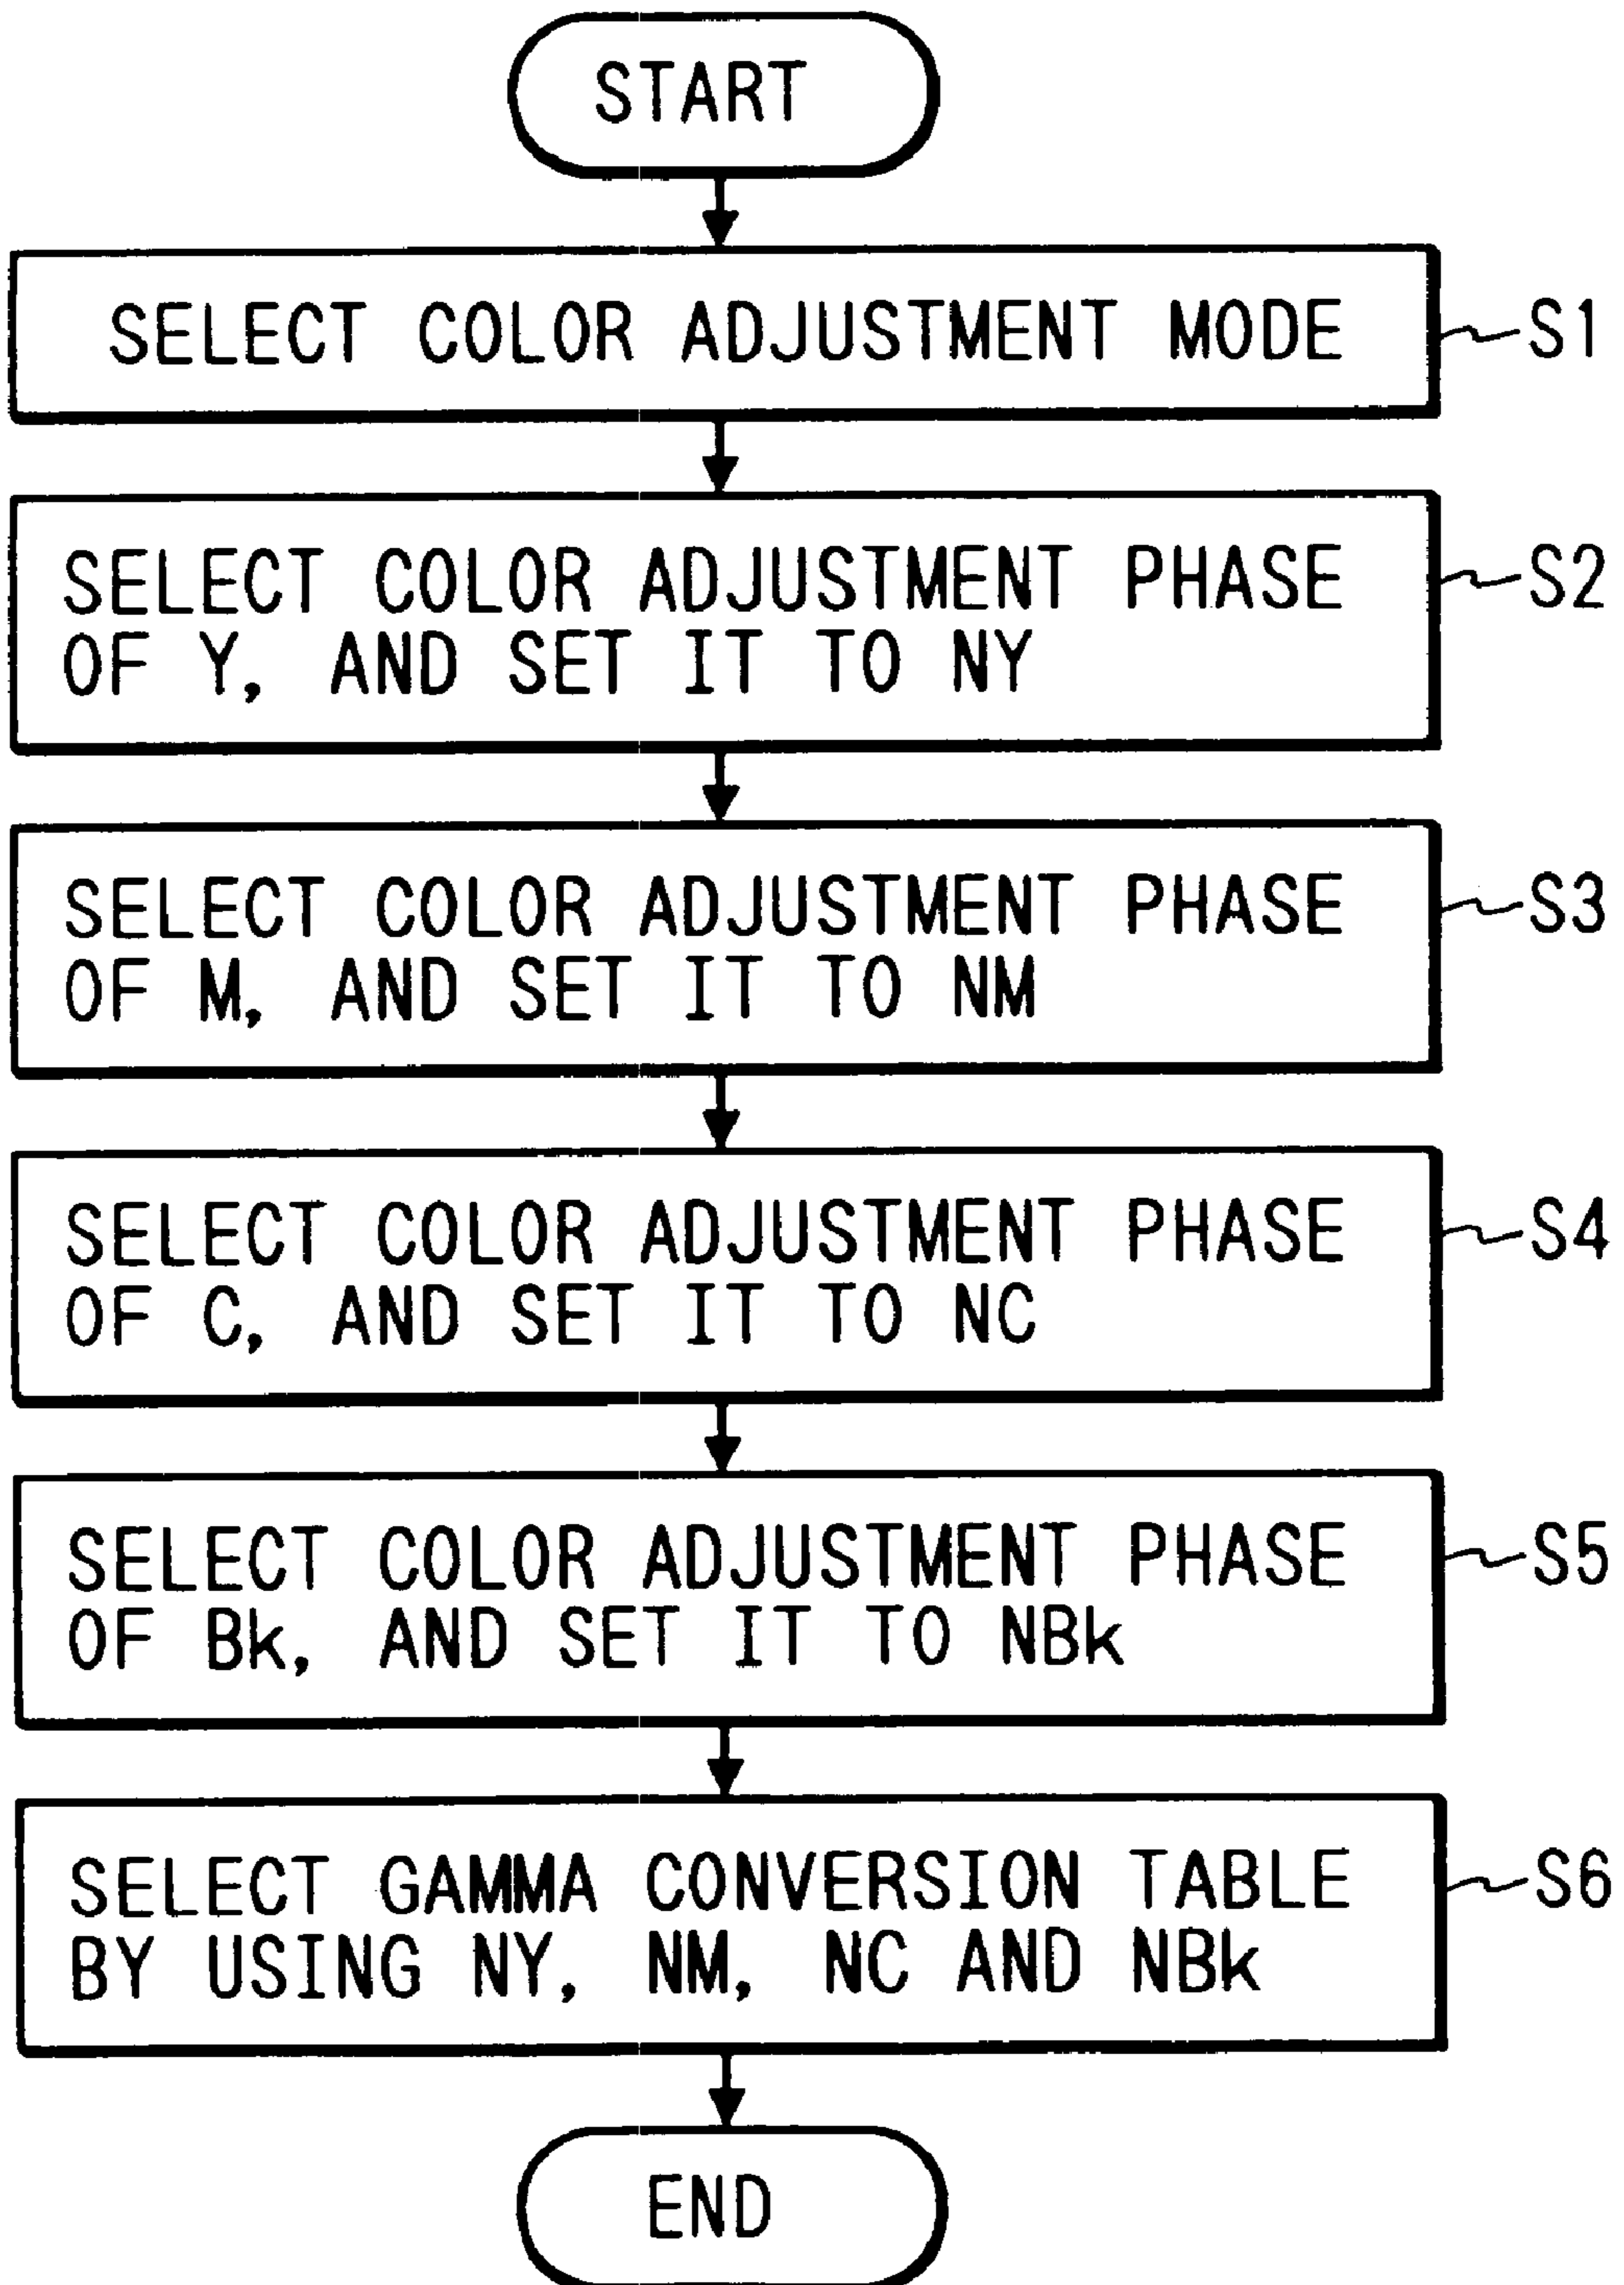 START
SELECT COLOR ADJUSTMENT MODE
S1
SELECT COLOR ADJUSTMENT PHASE
OF Y, AND SET IT TO NY
S2
SELECT COLOR ADJUSTMENT PHASE
OF M, AND SET IT TO NM
S3
SELECT COLOR ADJUSTMENT PHASE
OF C, AND SET IT TO NC
S4
SELECT COLOR ADJUSTMENT PHASE
OF Bk, AND SET IT TO NBk
S5
SELECT GAMMA CONVERSION TABLE
BY USING NY, NM, NC AND NBk
S6
END